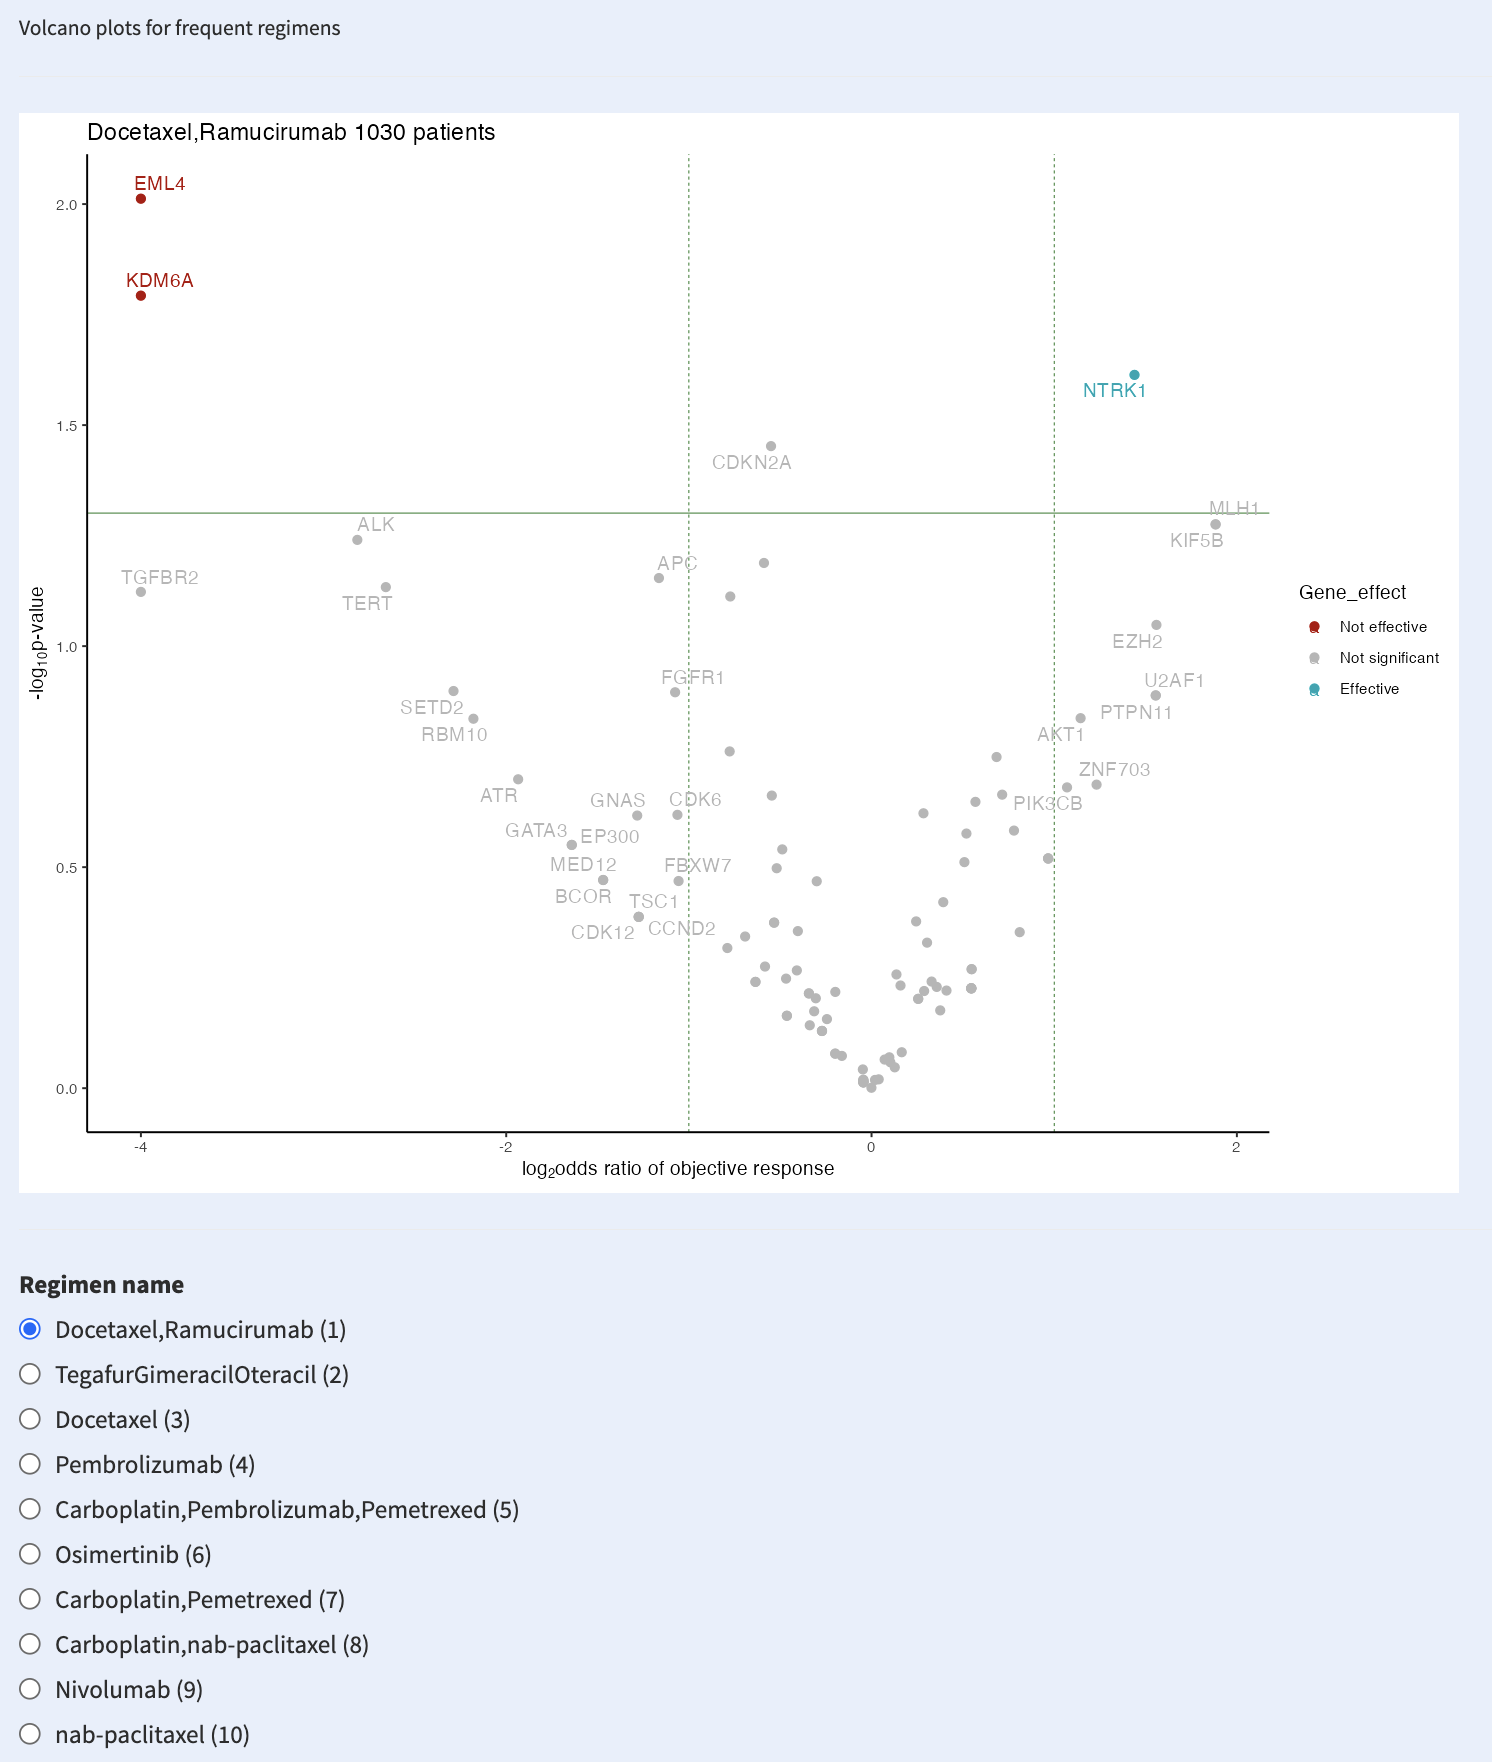 Volcano plots for frequent regimens
Docetaxel,Ramucirumab 1030 patients
EML4
2.0
KDM6A
NTRK1
1.5
CDKN2A
MLH1
ALK
KIF5B
APC
TGFBR2
TERT
Gene_effect
Not effective
Not significant
Effective
-log10p-value
1.0
EZH2
FGFR1
U2AF1
SETD2
PTPN11
RBM10
AKT1
ZNF703
ATR
GNAS
CDK6
PIK3CB
GATA3
EP300
0.5
MED12
FBXW7
BCOR
TSC1
CDK12
CCND2
0.0
-4
-2
0
2
log2odds ratio of objective response
Regimen name
Docetaxel,Ramucirumab (1)
TegafurGimeracilOteracil (2)
Docetaxel (3)
Pembrolizumab (4)
Carboplatin,Pembrolizumab,Pemetrexed (5)
Osimertinib (6)
Carboplatin,Pemetrexed (7)
Carboplatin,nab-paclitaxel (8)
Nivolumab (9)
nab-paclitaxel (10)